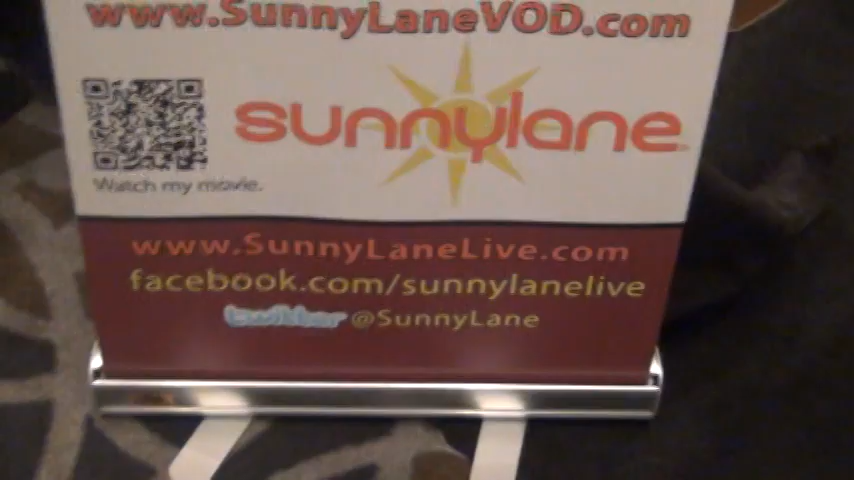 www.SunnyLaneVOD.com
sunnylane
Watch my movie.
www.SunnyLaneLive.com
facebook.com/sunnylanelive
twitter @SunnyLane